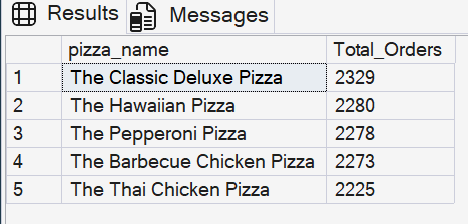 Results Messages
pizza_name Total_Orders
1 The Classic Deluxe Pizza 2329
2 The Hawaiian Pizza 2280
3 The Pepperoni Pizza 2278
4 The Barbecue Chicken Pizza 2273
5 The Thai Chicken Pizza 2225